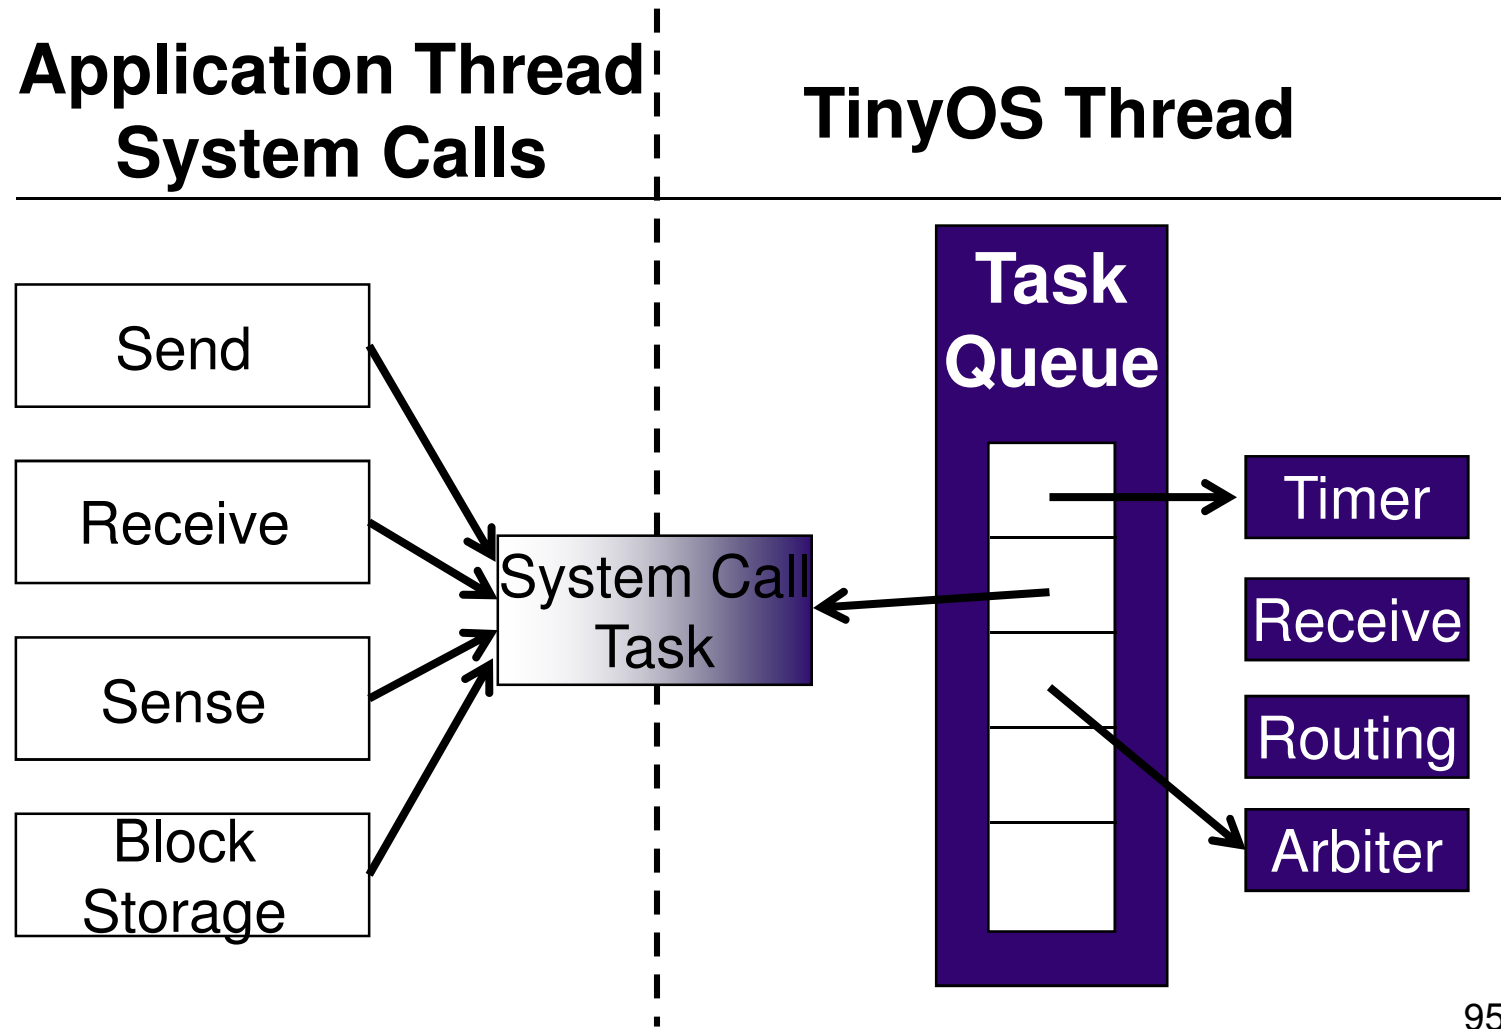 Application Thread
System Calls
TinyOS Thread
Send
Receive
Sense
Block
Storage
System Call
Task
Task
Queue
Timer
Receive
Routing
Arbiter
95